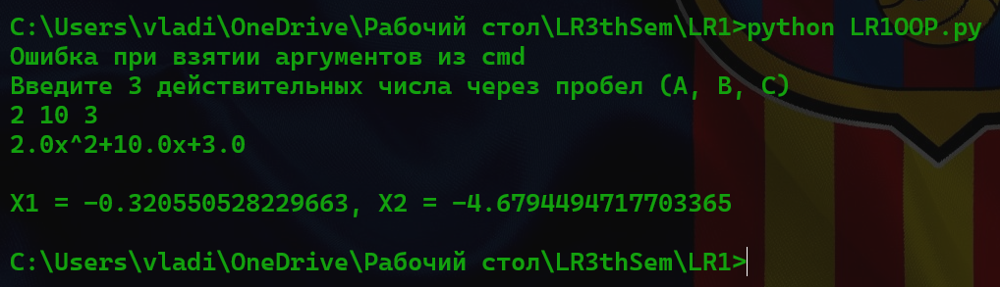 C:\Users\vladi\OneDrive\Рабочий стол\LR3thSem\LR1>python LR1OOP.py
Ошибка при взятии аргументов из cmd
Введите 3 действительных числа через пробел (A, B, C)
2 10 3
2.0x^2+10.0x+3.0
X1 = -0.320550528229663, X2 = -4.6794494717703365
C:\Users\vladi\OneDrive\Рабочий стол\LR3thSem\LR1>